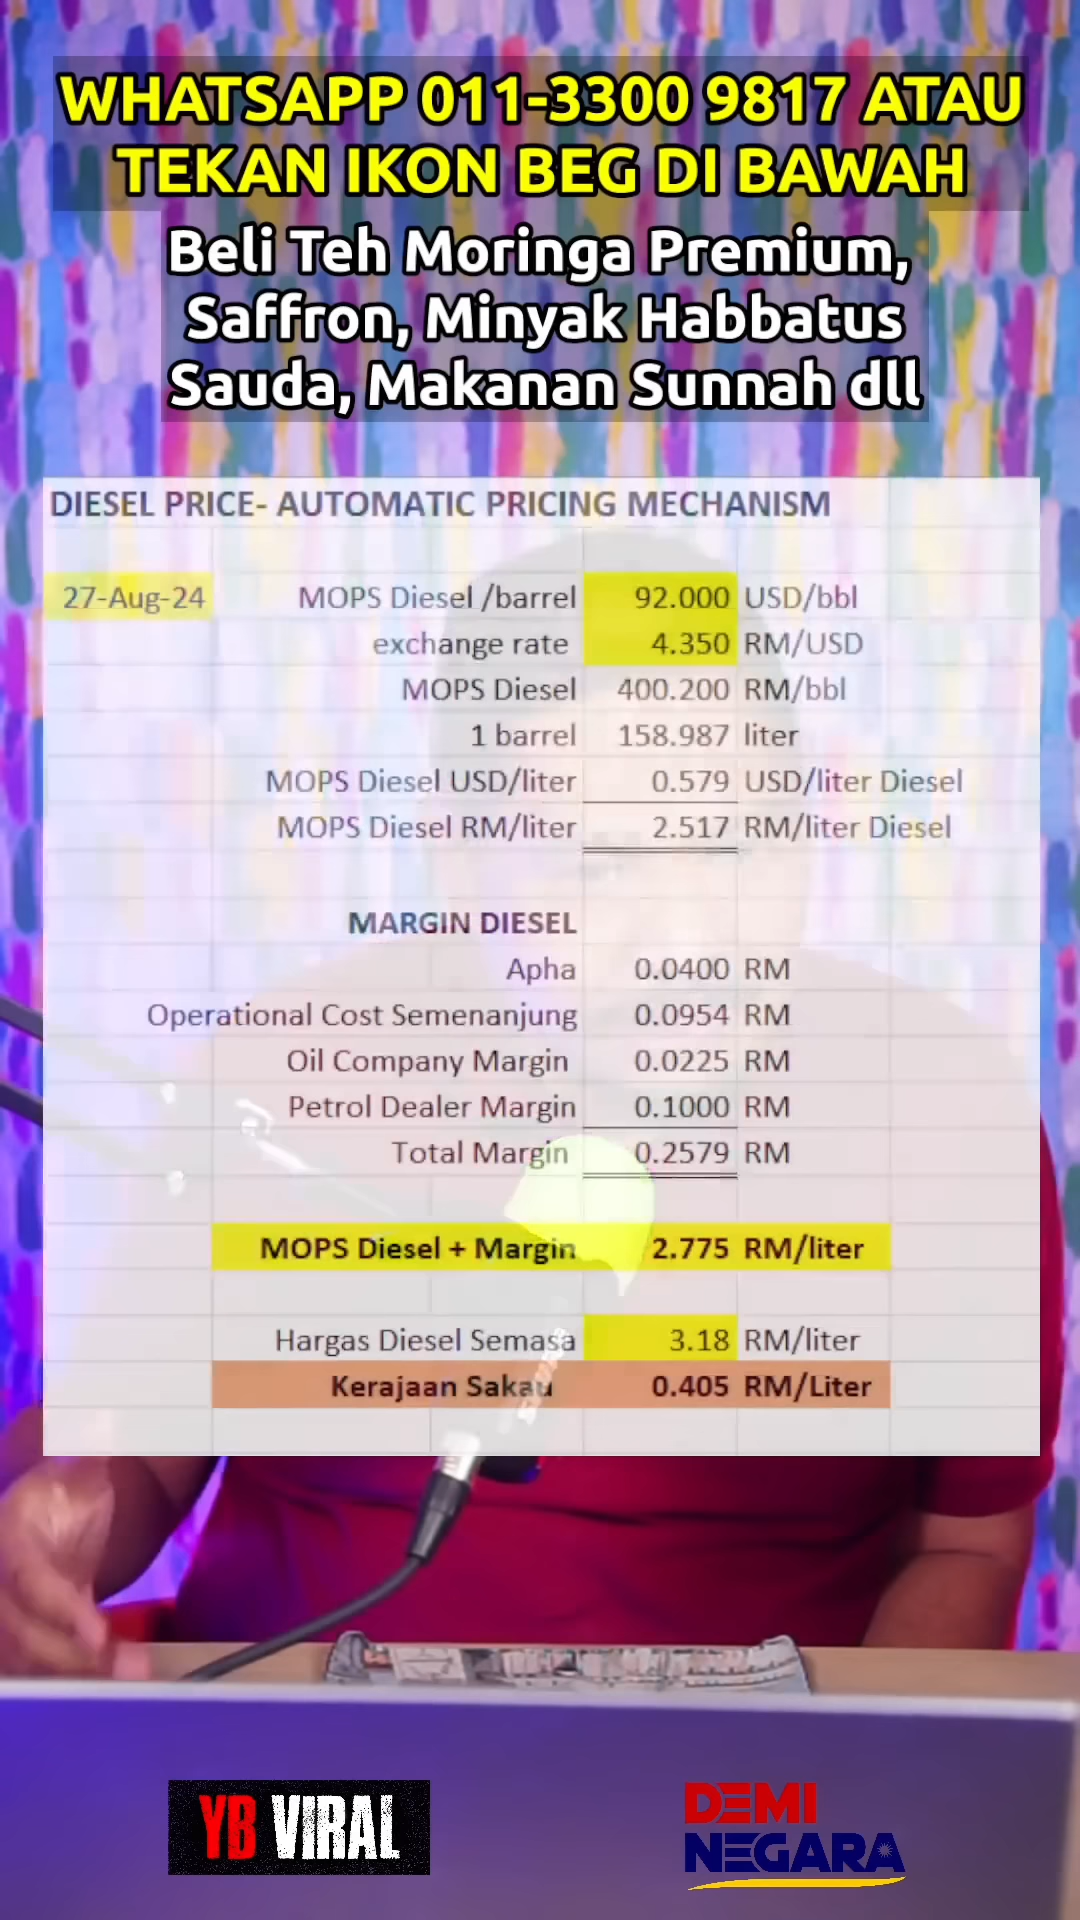 WHATSAPP 011-3300 9817 ATAU
TEKAN IKON BEG DI BAWAH
Beli Teh Moringa Premium,
Saffron, Minyak Habbatus
Sauda, Makanan Sunnah dll
DIESEL PRICE- AUTOMATIC PRICING MECHANISM
27-Aug-24 MOPS Diesel /barrel 92.000 USD/bbl
exchange rate 4.350 RM/USD
MOPS Diesel 400.200 RM/bbl
1 barrel 158.987 liter
MOPS Diesel USD/liter 0.579 USD/liter Diesel
MOPS Diesel RM/liter 2.517 RM/liter Diesel
MARGIN DIESEL
Apha 0.0400 RM
Operational Cost Semenanjung 0.0954 RM
Oil Company Margin 0.0225 RM
Petrol Dealer Margin 0.1000 RM
Total Margin 0.2579 RM
MOPS Diesel + Margin 2.775 RM/liter
Hargas Diesel Semasa 3.18 RM/liter
Kerajaan Sakau 0.405 RM/Liter
YB VIRAL
DEMI
NEGARA